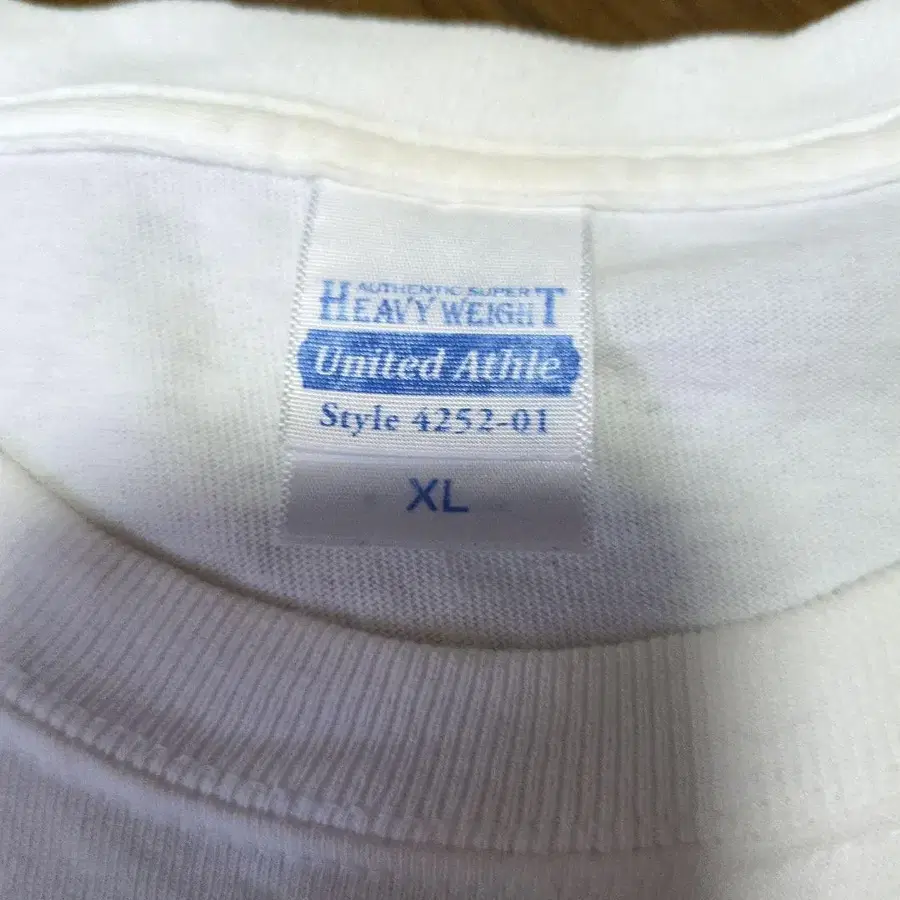 AUTHENTIC SUPER
HEAVY WEIGHT
United Athle
Style 4252-01
XL